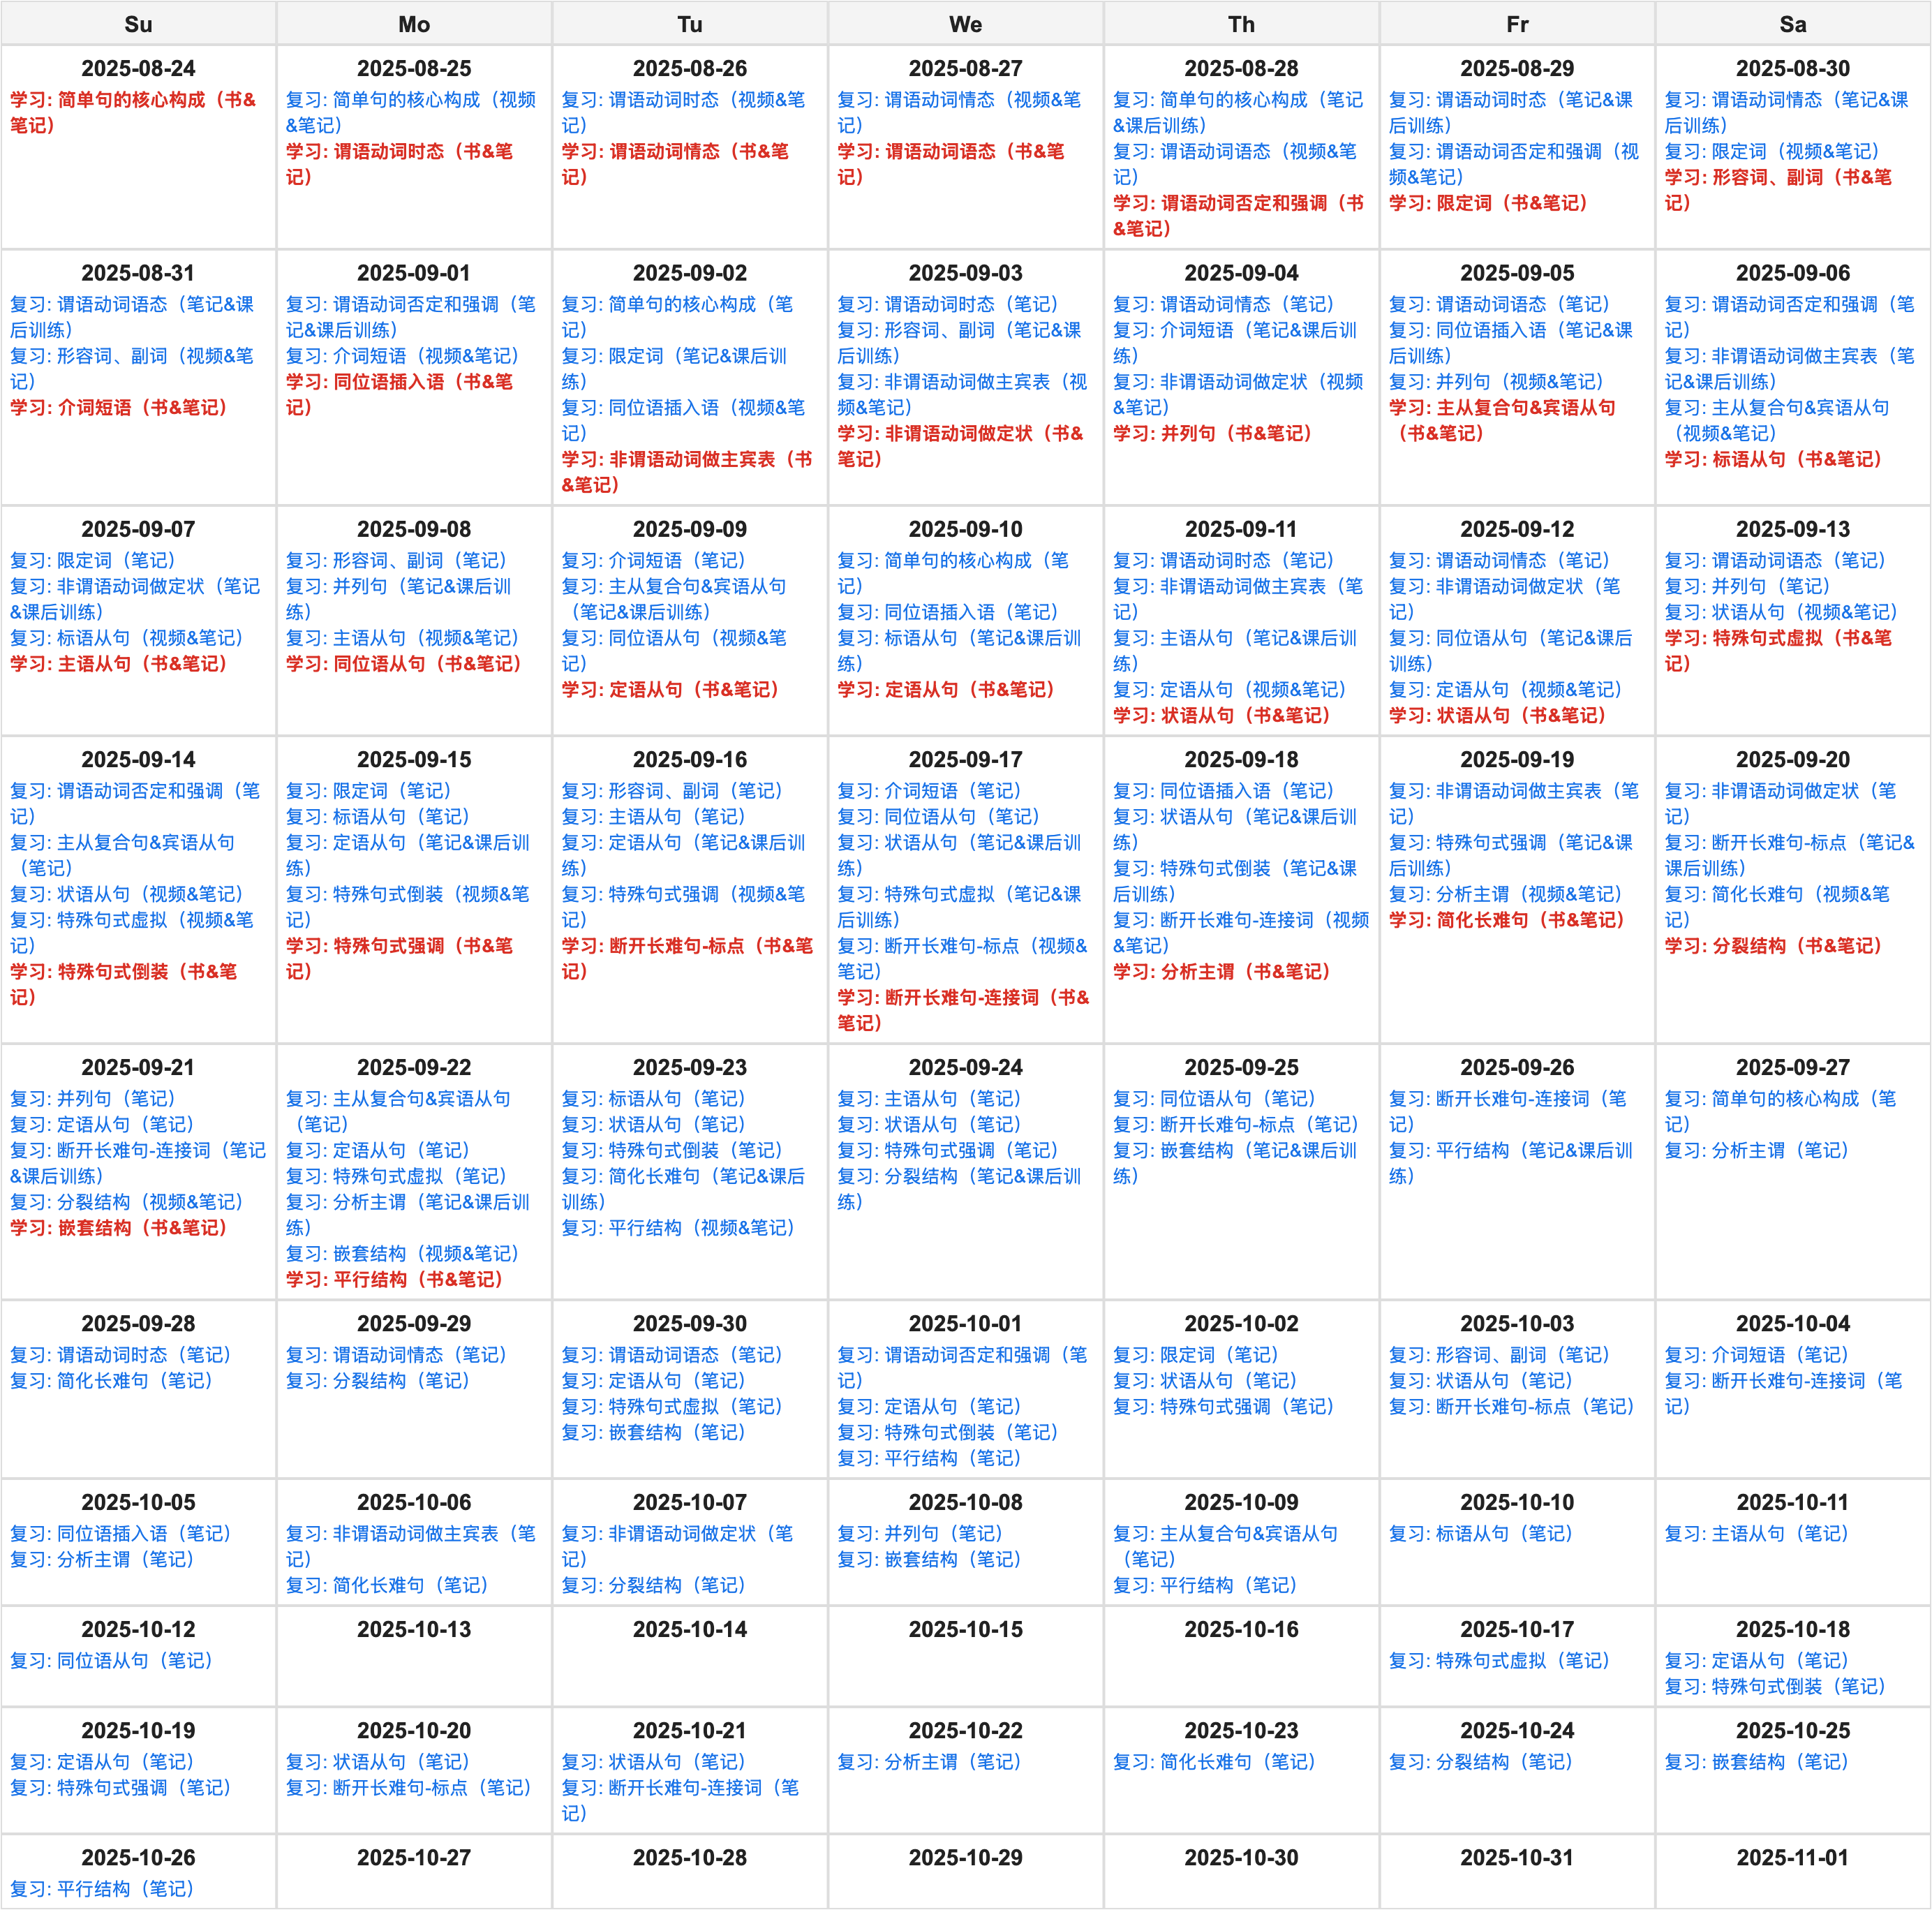 Su Mo Tu We Th Fr Sa
2025-08-24
学习: 简单句的核心构成（书&
笔记）
2025-08-25
复习: 简单句的核心构成（视频
&笔记）
学习: 谓语动词时态（书&笔
记）
2025-08-26
复习: 谓语动词时态（视频&笔
记）
学习: 谓语动词情态（书&笔
记）
2025-08-27
复习: 谓语动词情态（视频&笔
记）
学习: 谓语动词语态（书&笔
记）
2025-08-28
复习: 简单句的核心构成（笔记
&课后训练）
复习: 谓语动词语态（视频&笔
记）
学习: 谓语动词否定和强调（书
&笔记）
2025-08-29
复习: 谓语动词时态（笔记&课
后训练）
复习: 谓语动词否定和强调（视
频&笔记）
学习: 限定词（书&笔记）
2025-08-30
复习: 谓语动词情态（笔记&课
后训练）
复习: 限定词（视频&笔记）
学习: 形容词、副词（书&笔
记）
2025-08-31
复习: 谓语动词语态（笔记&课
后训练）
复习: 形容词、副词（视频&笔
记）
学习: 介词短语（书&笔记）
2025-09-01
复习: 谓语动词否定和强调（笔
记&课后训练）
复习: 介词短语（视频&笔记）
学习: 同位语插入语（书&笔
记）
2025-09-02
复习: 简单句的核心构成（笔
记）
复习: 限定词（笔记&课后训
练）
复习: 同位语插入语（视频&笔
记）
学习: 非谓语动词做主宾表（书
&笔记）
2025-09-03
复习: 谓语动词时态（笔记）
复习: 形容词、副词（笔记&课
后训练）
复习: 非谓语动词做主宾表（视
频&笔记）
学习: 非谓语动词做定状（书&
笔记）
2025-09-04
复习: 谓语动词情态（笔记）
复习: 介词短语（笔记&课后训
练）
复习: 非谓语动词做定状（视频
&笔记）
学习: 并列句（书&笔记）
2025-09-05
复习: 谓语动词语态（笔记）
复习: 同位语插入语（笔记&课
后训练）
复习: 并列句（视频&笔记）
学习: 主从复合句&宾语从句
（书&笔记）
2025-09-06
复习: 谓语动词否定和强调（笔
记）
复习: 非谓语动词做主宾表（笔
记&课后训练）
复习: 主从复合句&宾语从句
（视频&笔记）
学习: 标语从句（书&笔记）
2025-09-07
复习: 限定词（笔记）
复习: 非谓语动词做定状（笔记
&课后训练）
复习: 标语从句（视频&笔记）
学习: 主语从句（书&笔记）
2025-09-08
复习: 形容词、副词（笔记）
复习: 并列句（笔记&课后训
练）
复习: 主语从句（视频&笔记）
学习: 同位语从句（书&笔记）
2025-09-09
复习: 介词短语（笔记）
复习: 主从复合句&宾语从句
（笔记&课后训练）
复习: 同位语从句（视频&笔
记）
学习: 定语从句（书&笔记）
2025-09-10
复习: 简单句的核心构成（笔
记）
复习: 同位语插入语（笔记）
复习: 标语从句（笔记&课后训
练）
学习: 定语从句（书&笔记）
2025-09-11
复习: 谓语动词时态（笔记）
复习: 非谓语动词做主宾表（笔
记）
复习: 主语从句（笔记&课后训
练）
复习: 定语从句（视频&笔记）
学习: 状语从句（书&笔记）
2025-09-12
复习: 谓语动词情态（笔记）
复习: 非谓语动词做定状（笔
记）
复习: 同位语从句（笔记&课后
训练）
复习: 定语从句（视频&笔记）
学习: 状语从句（书&笔记）
2025-09-13
复习: 谓语动词语态（笔记）
复习: 并列句（笔记）
复习: 状语从句（视频&笔记）
学习: 特殊句式虚拟（书&笔
记）
2025-09-14
复习: 谓语动词否定和强调（笔
记）
复习: 主从复合句&宾语从句
（笔记）
复习: 状语从句（视频&笔记）
复习: 特殊句式虚拟（视频&笔
记）
学习: 特殊句式倒装（书&笔
记）
2025-09-15
复习: 限定词（笔记）
复习: 标语从句（笔记）
复习: 定语从句（笔记&课后训
练）
复习: 特殊句式倒装（视频&笔
记）
学习: 特殊句式强调（书&笔
记）
2025-09-16
复习: 形容词、副词（笔记）
复习: 主语从句（笔记）
复习: 定语从句（笔记&课后训
练）
复习: 特殊句式强调（视频&笔
记）
学习: 断开长难句-标点（书&笔
记）
2025-09-17
复习: 介词短语（笔记）
复习: 同位语从句（笔记）
复习: 状语从句（笔记&课后训
练）
复习: 特殊句式虚拟（笔记&课
后训练）
复习: 断开长难句-标点（视频&
笔记）
学习: 断开长难句-连接词（书&
笔记）
2025-09-18
复习: 同位语插入语（笔记）
复习: 状语从句（笔记&课后训
练）
复习: 特殊句式倒装（笔记&课
后训练）
复习: 断开长难句-连接词（视频
&笔记）
学习: 分析主谓（书&笔记）
2025-09-19
复习: 非谓语动词做主宾表（笔
记）
复习: 特殊句式强调（笔记&课
后训练）
复习: 分析主谓（视频&笔记）
学习: 简化长难句（书&笔记）
2025-09-20
复习: 非谓语动词做定状（笔
记）
复习: 断开长难句-标点（笔记&
课后训练）
复习: 简化长难句（视频&笔
记）
学习: 分裂结构（书&笔记）
2025-09-21
复习: 并列句（笔记）
复习: 定语从句（笔记）
复习: 断开长难句-连接词（笔记
&课后训练）
复习: 分裂结构（视频&笔记）
学习: 嵌套结构（书&笔记）
2025-09-22
复习: 主从复合句&宾语从句
（笔记）
复习: 定语从句（笔记）
复习: 特殊句式虚拟（笔记）
复习: 分析主谓（笔记&课后训
练）
复习: 嵌套结构（视频&笔记）
学习: 平行结构（书&笔记）
2025-09-23
复习: 标语从句（笔记）
复习: 状语从句（笔记）
复习: 特殊句式倒装（笔记）
复习: 简化长难句（笔记&课后
训练）
复习: 平行结构（视频&笔记）
2025-09-24
复习: 主语从句（笔记）
复习: 状语从句（笔记）
复习: 特殊句式强调（笔记）
复习: 分裂结构（笔记&课后训
练）
2025-09-25
复习: 同位语从句（笔记）
复习: 断开长难句-标点（笔记）
复习: 嵌套结构（笔记&课后训
练）
2025-09-26
复习: 断开长难句-连接词（笔
记）
复习: 平行结构（笔记&课后训
练）
2025-09-27
复习: 简单句的核心构成（笔
记）
复习: 分析主谓（笔记）
2025-09-28
复习: 谓语动词时态（笔记）
复习: 简化长难句（笔记）
2025-09-29
复习: 谓语动词情态（笔记）
复习: 分裂结构（笔记）
2025-09-30
复习: 谓语动词语态（笔记）
复习: 定语从句（笔记）
复习: 特殊句式虚拟（笔记）
复习: 嵌套结构（笔记）
2025-10-01
复习: 谓语动词否定和强调（笔
记）
复习: 定语从句（笔记）
复习: 特殊句式倒装（笔记）
复习: 平行结构（笔记）
2025-10-02
复习: 限定词（笔记）
复习: 状语从句（笔记）
复习: 特殊句式强调（笔记）
2025-10-03
复习: 形容词、副词（笔记）
复习: 状语从句（笔记）
复习: 断开长难句-标点（笔记）
2025-10-04
复习: 介词短语（笔记）
复习: 断开长难句-连接词（笔
记）
2025-10-05
复习: 同位语插入语（笔记）
复习: 分析主谓（笔记）
2025-10-06
复习: 非谓语动词做主宾表（笔
记）
复习: 简化长难句（笔记）
2025-10-07
复习: 非谓语动词做定状（笔
记）
复习: 分裂结构（笔记）
2025-10-08
复习: 并列句（笔记）
复习: 嵌套结构（笔记）
2025-10-09
复习: 主从复合句&宾语从句
（笔记）
复习: 平行结构（笔记）
2025-10-10
复习: 标语从句（笔记）
2025-10-11
复习: 主语从句（笔记）
2025-10-12
复习: 同位语从句（笔记）
2025-10-13
2025-10-14
2025-10-15
2025-10-16
2025-10-17
复习: 特殊句式虚拟（笔记）
2025-10-18
复习: 定语从句（笔记）
复习: 特殊句式倒装（笔记）
2025-10-19
复习: 定语从句（笔记）
复习: 特殊句式强调（笔记）
2025-10-20
复习: 状语从句（笔记）
复习: 断开长难句-标点（笔记）
2025-10-21
复习: 状语从句（笔记）
复习: 断开长难句-连接词（笔
记）
2025-10-22
复习: 分析主谓（笔记）
2025-10-23
复习: 简化长难句（笔记）
2025-10-24
复习: 分裂结构（笔记）
2025-10-25
复习: 嵌套结构（笔记）
2025-10-26
复习: 平行结构（笔记）
2025-10-27
2025-10-28
2025-10-29
2025-10-30
2025-10-31
2025-11-01